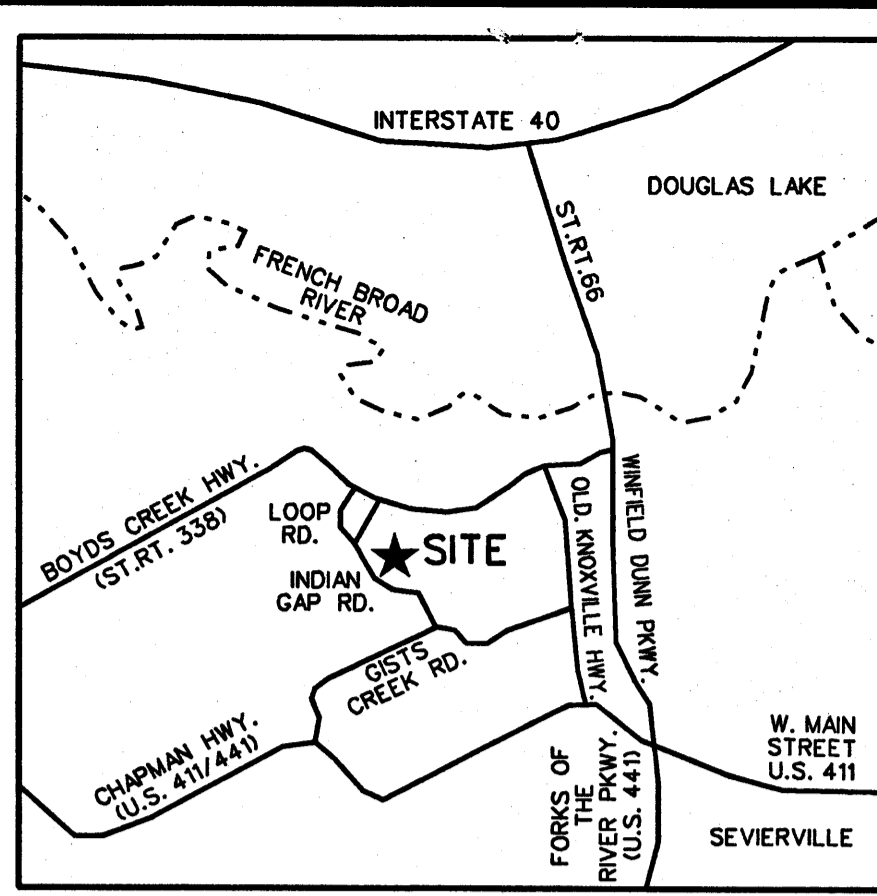 INTERSTATE 40
DOUGLAS LAKE
ST.RT.66
FRENCH BROAD
RIVER
BOYDS CREEK HWY.
(ST.RT. 338)
LOOP
RD.
SITE
INDIAN
GAP RD.
OLD. KNOXVILLE HWY.
WINFIELD DUNN PKWY.
GISTS
CREEK RD.
CHAPMAN HWY.
(U.S. 411/441)
FORKS OF
THE
RIVER PKWY.
(U.S. 441)
W. MAIN
STREET
U.S. 411
SEVIERVILLE